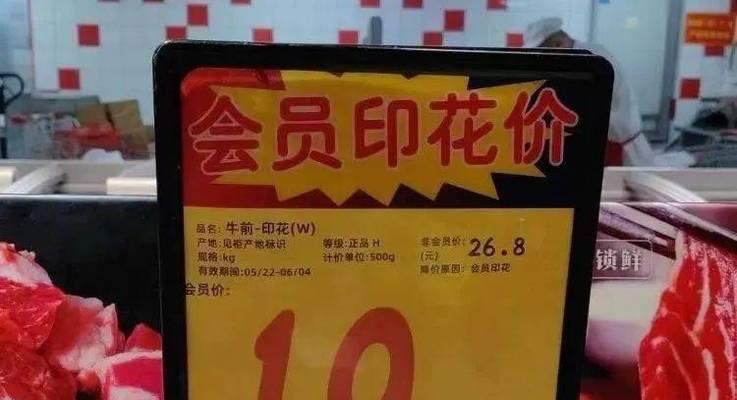 会员印花价
品名: 牛前-印花(W)
产地: 见柜产地标识 等级: 正品 H 非会员价: 26.8
规格: kg 计价单位: 500g (元)
有效期间: 05/22-06/04 降价原因: 会员印花
会员价:
锁鲜